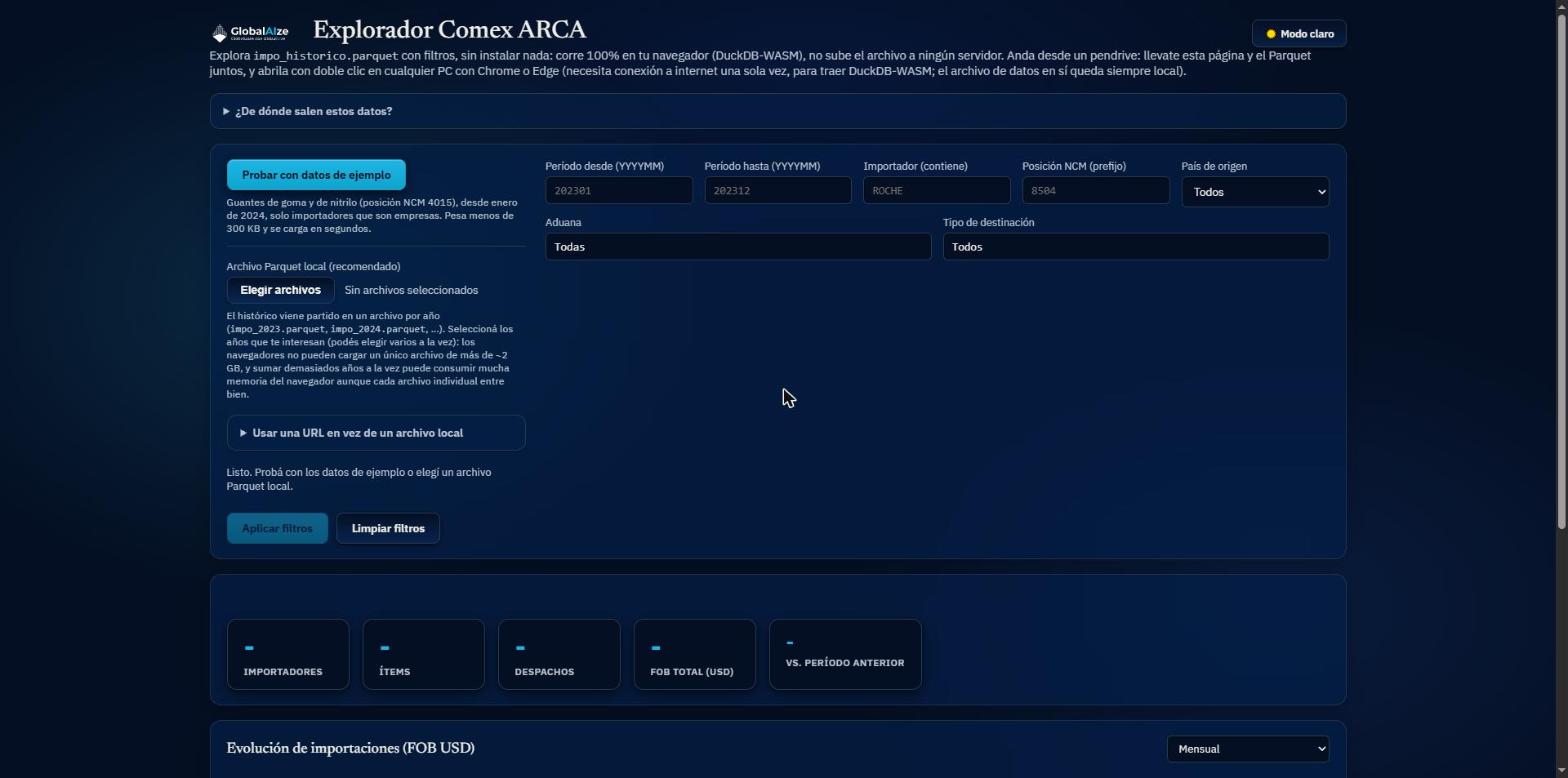 GlobalAIze
Explorador Comex ARCA
Modo claro
Explora impo_historico.parquet con filtros, sin instalar nada: corre 100% en tu navegador (DuckDB-WASM), no sube el archivo a ningún servidor. Anda desde un pendrive: llevate esta página y el Parquet
juntos, y abrila con doble clic en cualquier PC con Chrome o Edge (necesita conexión a internet una sola vez, para traer DuckDB-WASM; el archivo de datos en sí queda siempre local).
¿De dónde salen estos datos?
Probar con datos de ejemplo
Guantes de goma y de nitrilo (posición NCM 4015), desde enero
de 2024, solo importadores que son empresas. Pesa menos de
300 KB y se carga en segundos.
Archivo Parquet local (recomendado)
Elegir archivos Sin archivos seleccionados
El histórico viene partido en un archivo por año
(impo_2023.parquet, impo_2024.parquet, …). Seleccioná los
años que te interesan (podés elegir varios a la vez): los
navegadores no pueden cargar un único archivo de más de ~2
GB, y sumar demasiados años a la vez puede consumir mucha
memoria del navegador aunque cada archivo individual entre
bien.
Usar una URL en vez de un archivo local
Listo. Probá con los datos de ejemplo o elegí un archivo
Parquet local.
Aplicar filtros Limpiar filtros
Período desde (YYYYMM)
202301
Período hasta (YYYYMM)
202312
Importador (contiene)
ROCHE
Posición NCM (prefijo)
8504
País de origen
Todos
Aduana
Todas
Tipo de destinación
Todos
-
IMPORTADORES
-
ÍTEMS
-
DESPACHOS
-
FOB TOTAL (USD)
-
VS. PERÍODO ANTERIOR
Evolución de importaciones (FOB USD)
Mensual